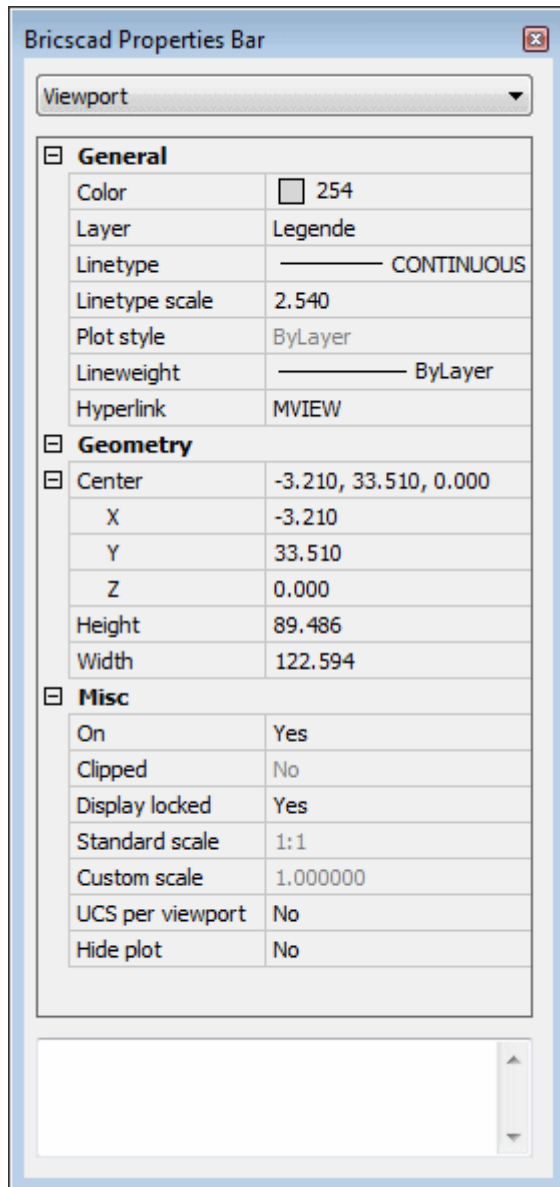 Bricscad Properties Bar
Viewport
General
Color 254
Layer Legende
Linetype CONTINUOUS
Linetype scale 2.540
Plot style ByLayer
Lineweight ByLayer
Hyperlink MVIEW
Geometry
Center -3.210, 33.510, 0.000
X -3.210
Y 33.510
Z 0.000
Height 89.486
Width 122.594
Misc
On Yes
Clipped No
Display locked Yes
Standard scale 1:1
Custom scale 1.000000
UCS per viewport No
Hide plot No